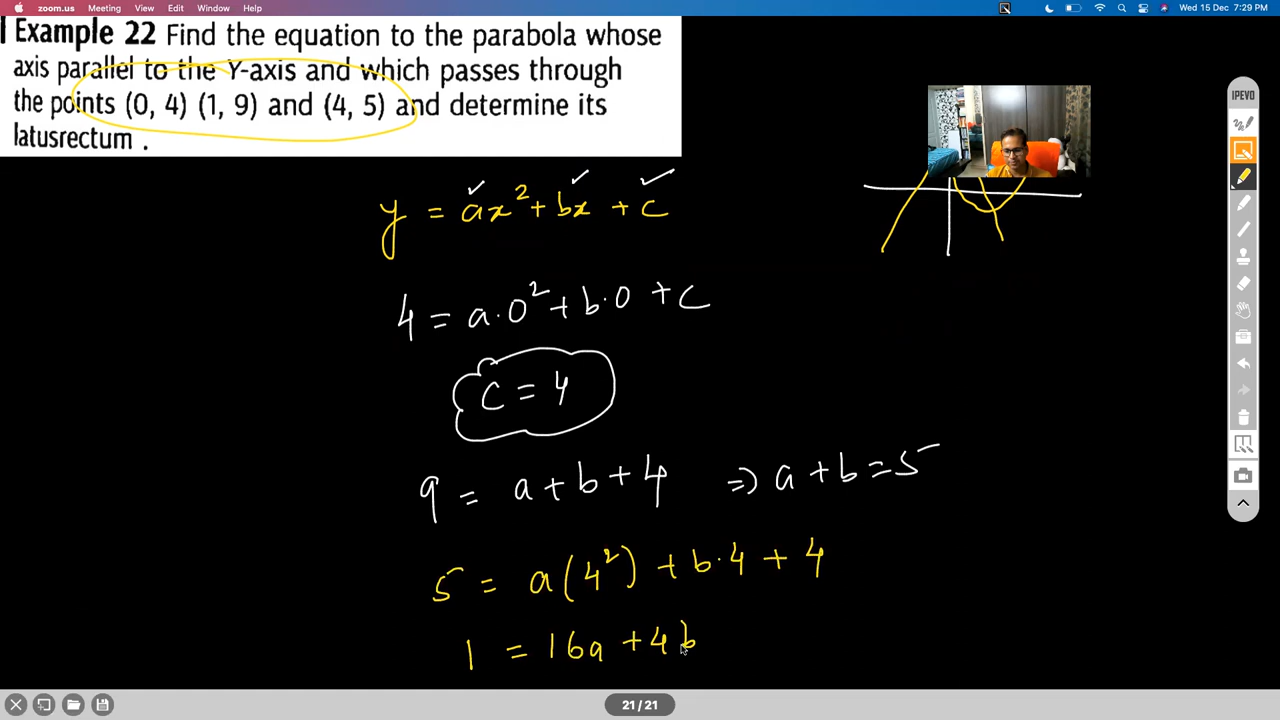 zoom.us Meeting View Edit Window Help Wed 15 Dec 7:29 PM
Example 22 Find the equation to the parabola whose
axis parallel to the Y-axis and which passes through
the points (0, 4) (1, 9) and (4, 5) and determine its
latusrectum .
IPEVO
y = ax² + bx + c
4 = a·0² + b·0 + c
c = 4
9 = a + b + 4 ⇒ a + b = 5
5 = a(4²) + b·4 + 4
1 = 16a + 4b
21 / 21